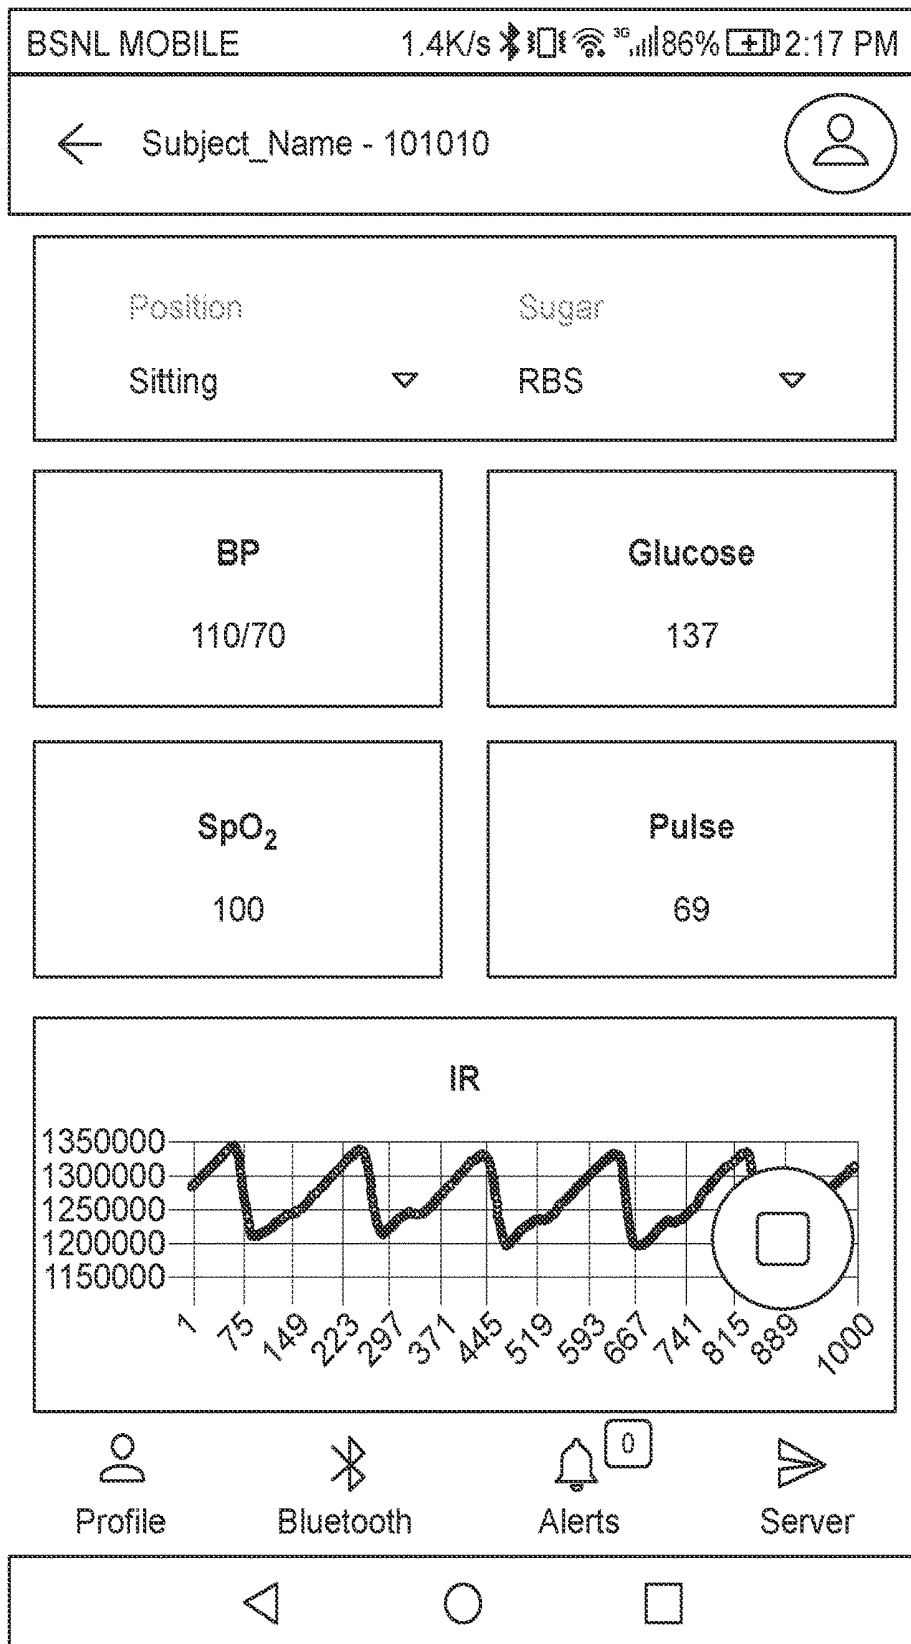 BSNL MOBILE 1.4K/s 3G 86% 2:17 PM
Subject_Name - 101010
Position Sugar
Sitting RBS
BP Glucose
110/70 137
SpO₂ Pulse
100 69
IR
1350000
1300000
1250000
1200000
1150000
1 75 149 223 297 371 445 519 593 667 741 815 889 1000
0
Profile Bluetooth Alerts Server